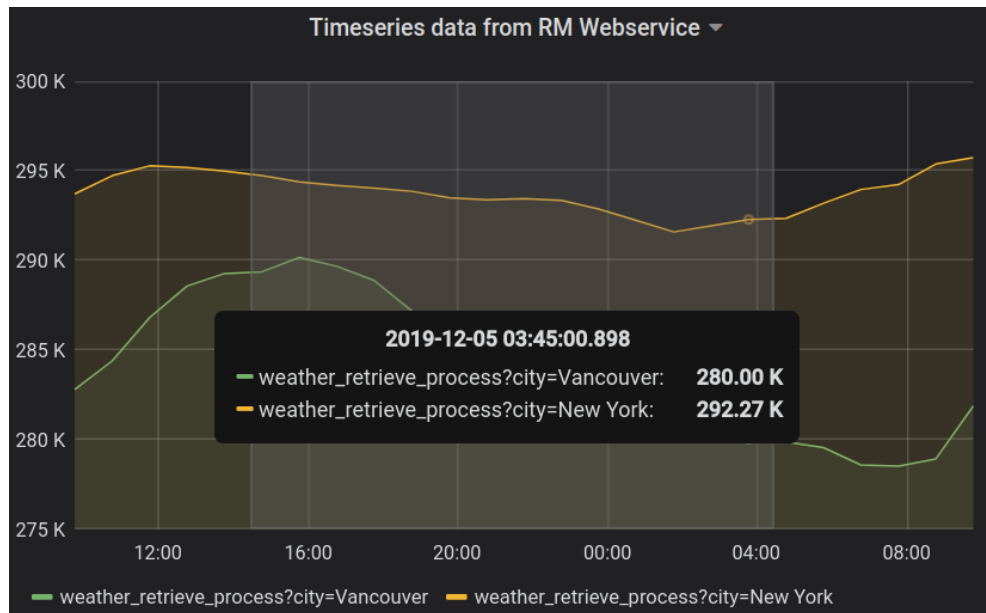 Timeseries data from RM Webservice
300 K
295 K
290 K
285 K
280 K
275 K
2019-12-05 03:45:00.898
weather_retrieve_process?city=Vancouver: 280.00 K
weather_retrieve_process?city=New York: 292.27 K
12:00 16:00 20:00 00:00 04:00 08:00
weather_retrieve_process?city=Vancouver weather_retrieve_process?city=New York